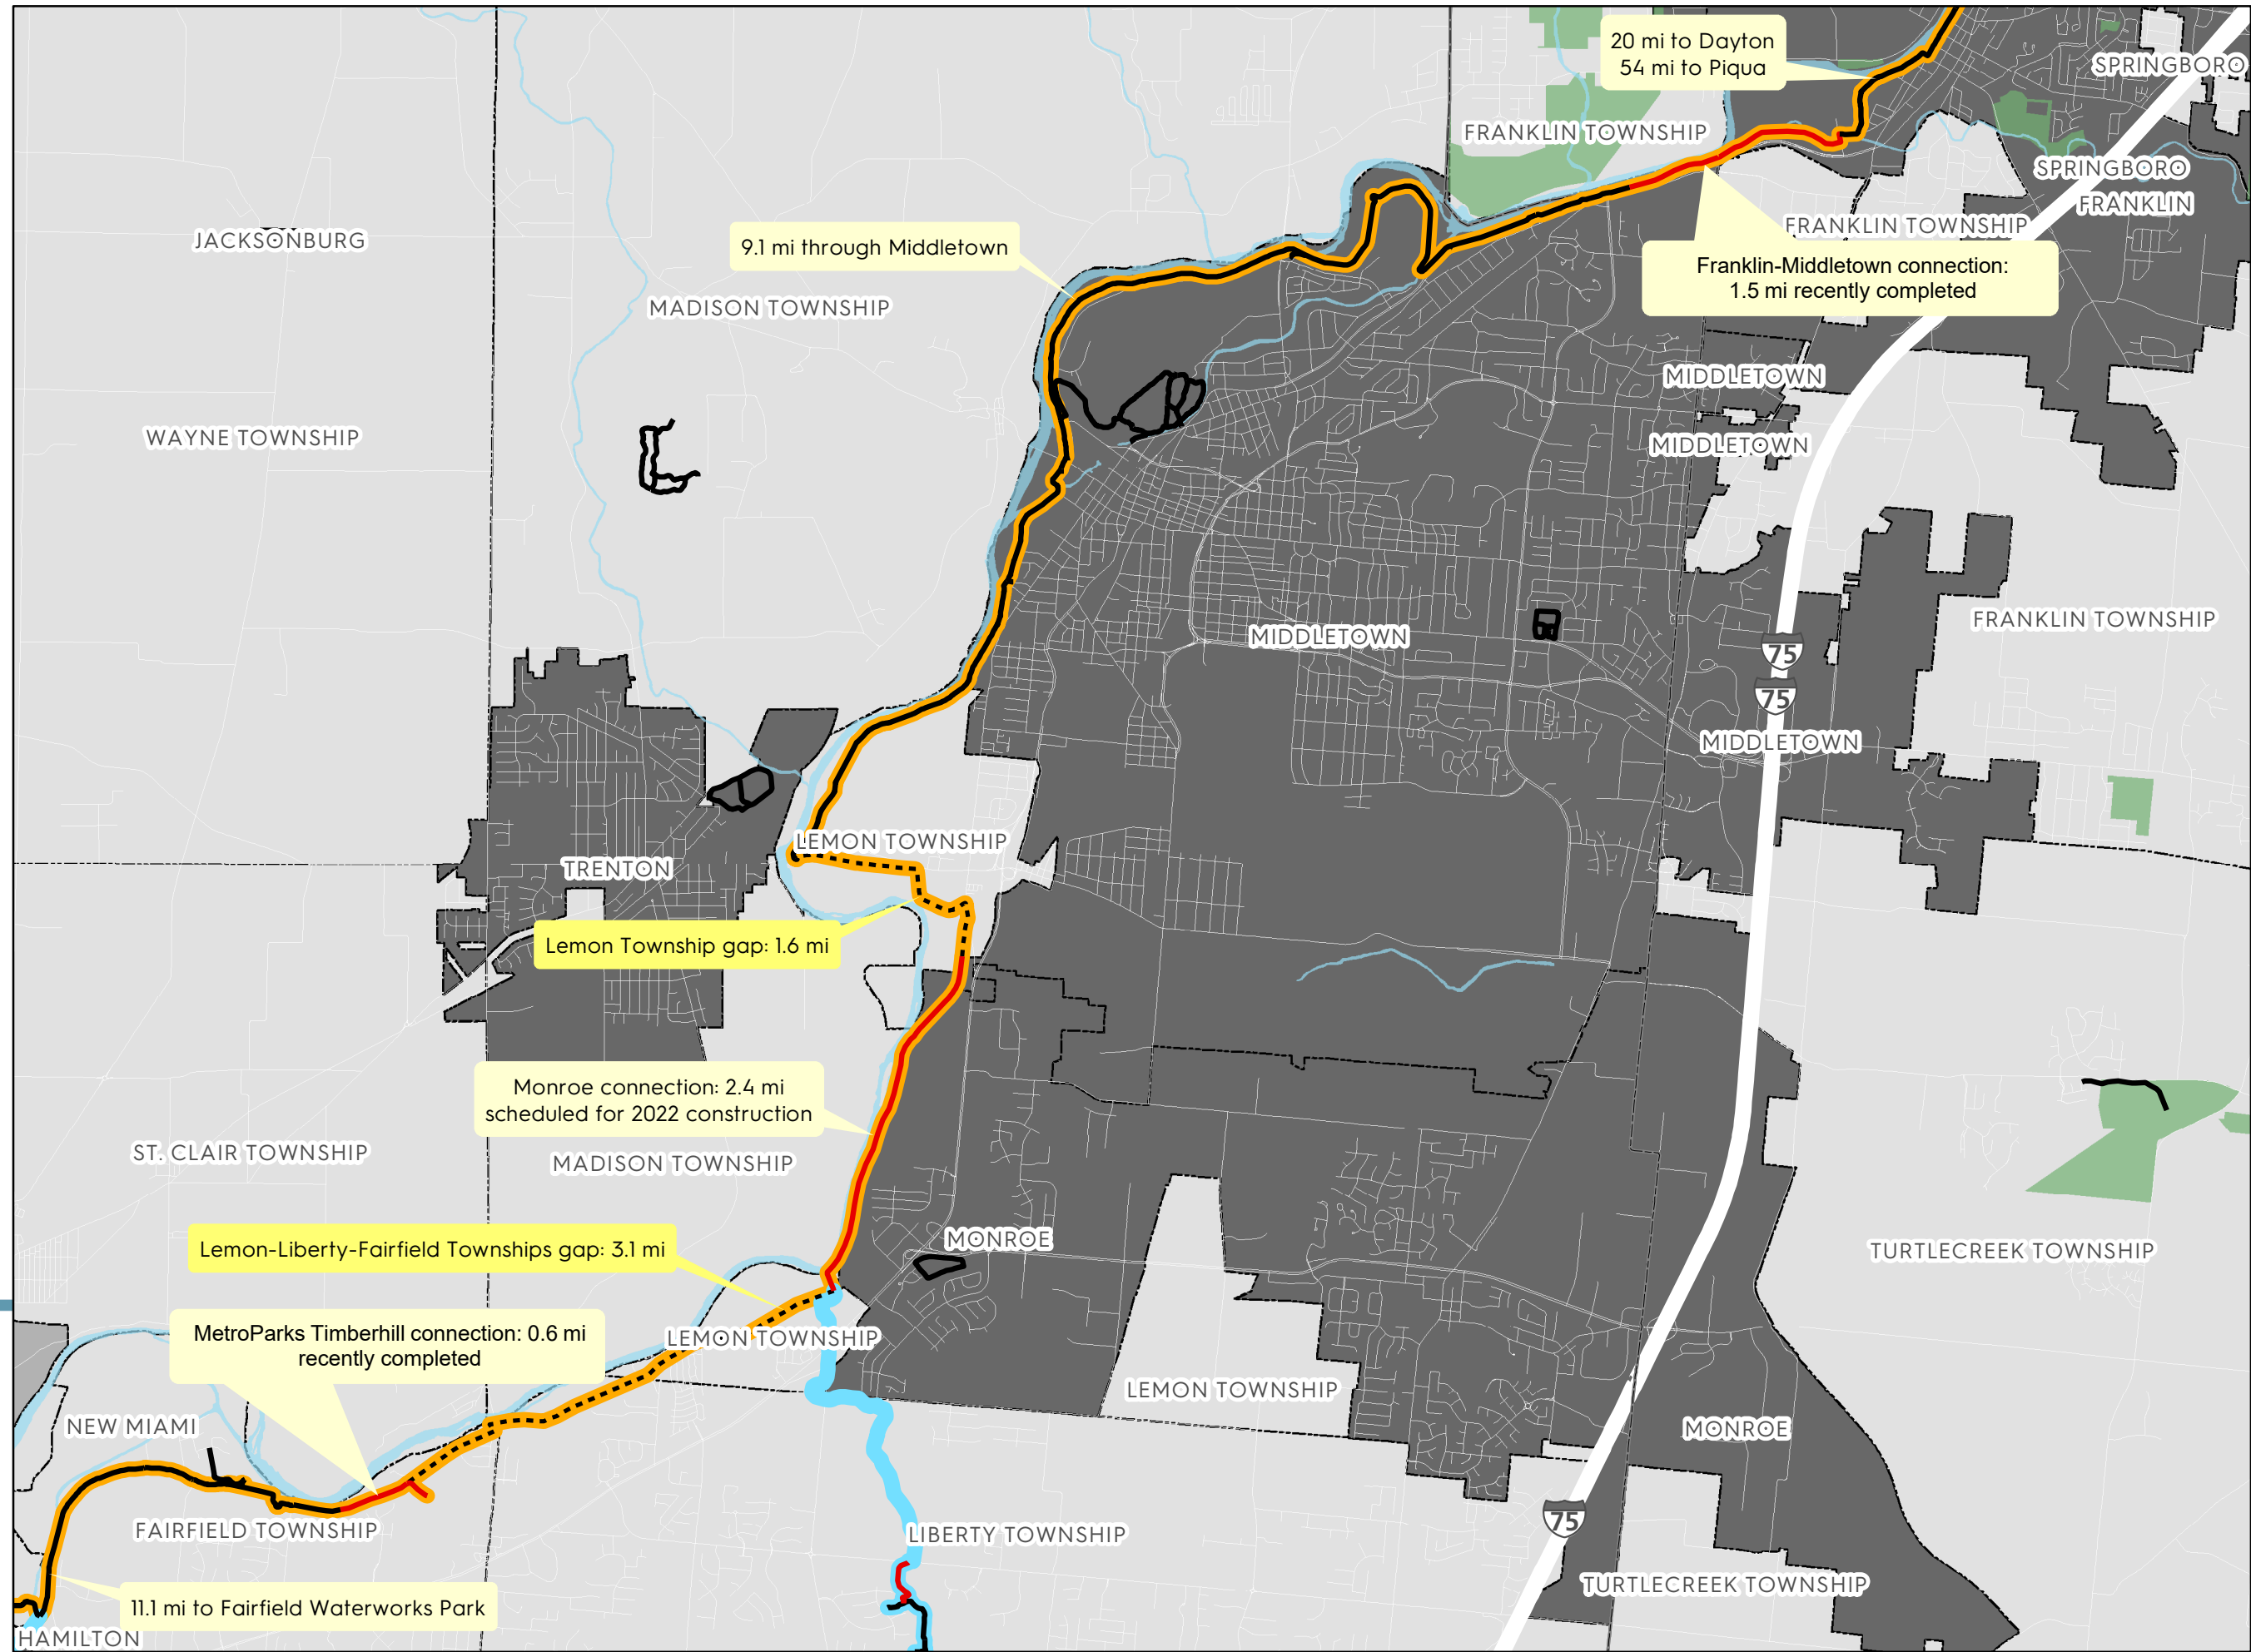 20 mi to Dayton
54 mi to Piqua
SPRINGBORO
FRANKLIN TOWNSHIP
SPRINGBORO
FRANKLIN
FRANKLIN TOWNSHIP
JACKSONBURG
9.1 mi through Middletown
Franklin-Middletown connection:
1.5 mi recently completed
MADISON TOWNSHIP
MIDDLETOWN
WAYNE TOWNSHIP
MIDDLETOWN
FRANKLIN TOWNSHIP
MIDDLETOWN
75
75
MIDDLETOWN
LEMON TOWNSHIP
TRENTON
Lemon Township gap: 1.6 mi
Monroe connection: 2.4 mi
scheduled for 2022 construction
ST. CLAIR TOWNSHIP
MADISON TOWNSHIP
MONROE
Lemon-Liberty-Fairfield Townships gap: 3.1 mi
TURTLECREEK TOWNSHIP
MetroParks Timberhill connection: 0.6 mi
recently completed
LEMON TOWNSHIP
LEMON TOWNSHIP
NEW MIAMI
MONROE
75
FAIRFIELD TOWNSHIP
LIBERTY TOWNSHIP
TURTLECREEK TOWNSHIP
11.1 mi to Fairfield Waterworks Park
HAMILTON